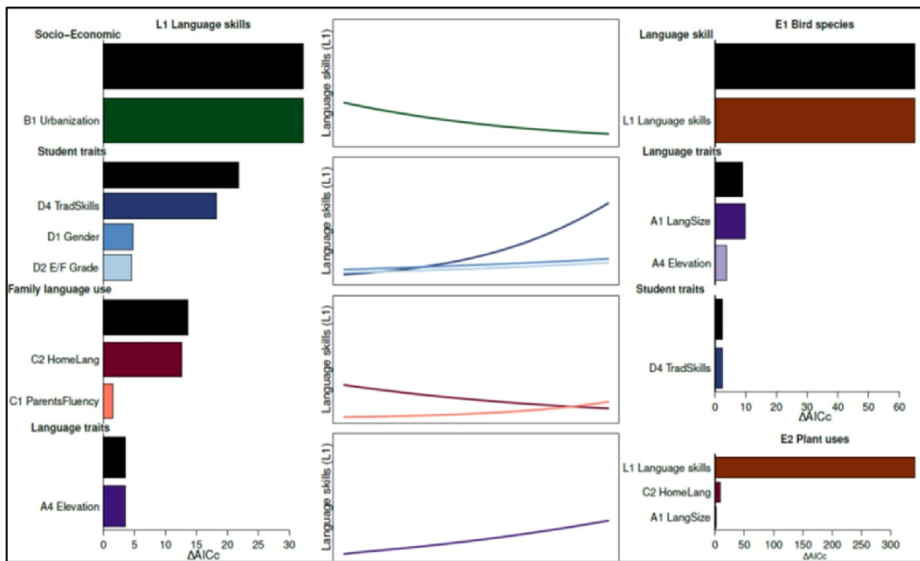 L1 Language skills
Socio-Economic
B1 Urbanization
Student traits
D4 TradSkills
D1 Gender
D2 E/F Grade
Family language use
C2 HomeLang
C1 ParentsFluency
Language traits
A4 Elevation
0 5 10 15 20 25 30
ΔAICc
Language skills (L1)
Language skills (L1)
Language skills (L1)
Language skills (L1)
E1 Bird species
Language skill
L1 Language skills
Language traits
A1 LangSize
A4 Elevation
Student traits
D4 TradSkills
0 10 20 30 40 50 60
ΔAICc
E2 Plant uses
L1 Language skills
C2 HomeLang
A1 LangSize
0 50 100 150 200 250 300
ΔAICc